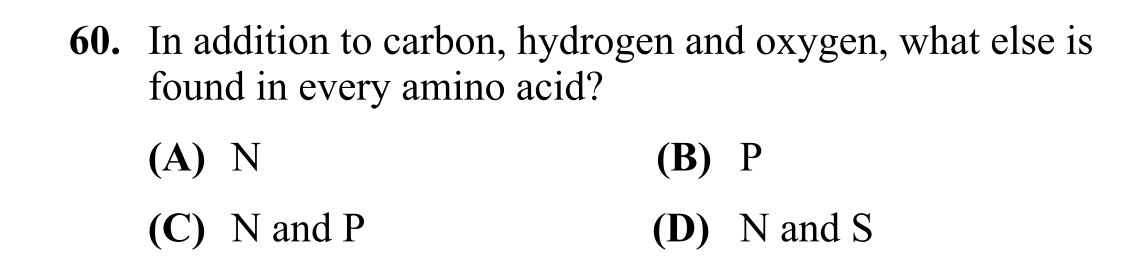 60. In addition to carbon, hydrogen and oxygen, what else is
found in every amino acid?
(A) N (B) P
(C) N and P (D) N and S